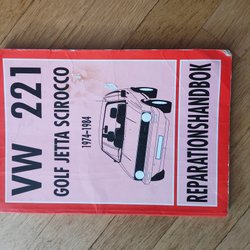 VW 221
GOLF JETTA SCIROCCO
1974-1984
REPARATIONSHANDBOK